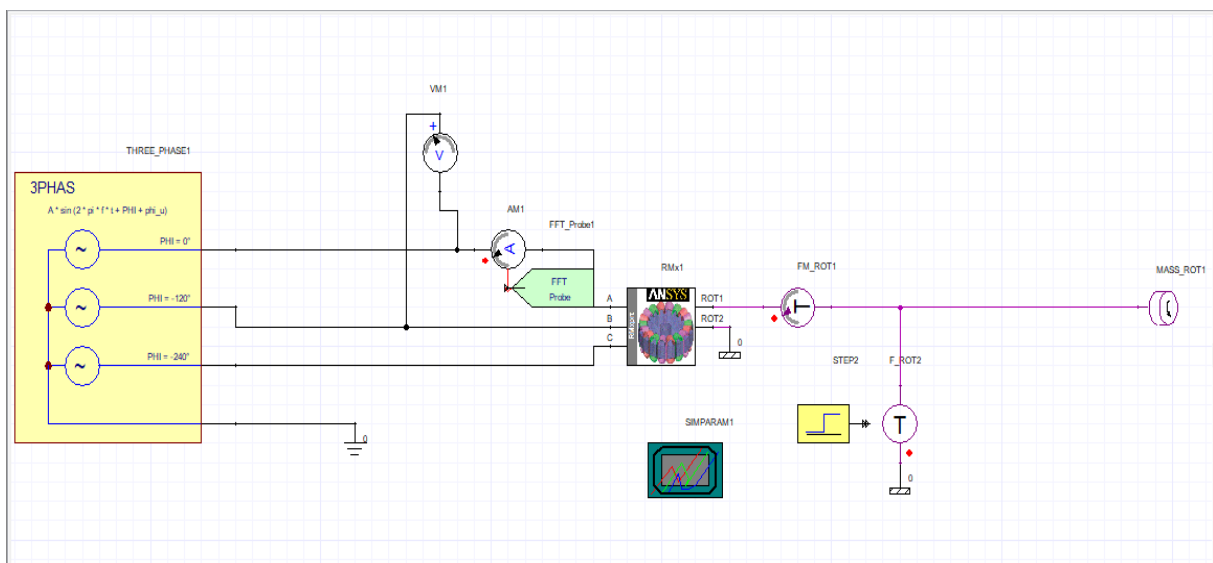 VM1
+
V
THREE_PHASE1
3PHAS
A * sin (2 * pi * f * t + PHI + phi_u)
~
PHI = 0°
~
PHI = -120°
~
PHI = -240°
0
AM1
A
FFT_Probe1
FFT
Probe
RMx1
A
B
C
ANSYS
ROT1
ROT2
0
FM_ROT1
T
MASS_ROT1
STEP2
F_ROT2
T
0
SIMPARAM1